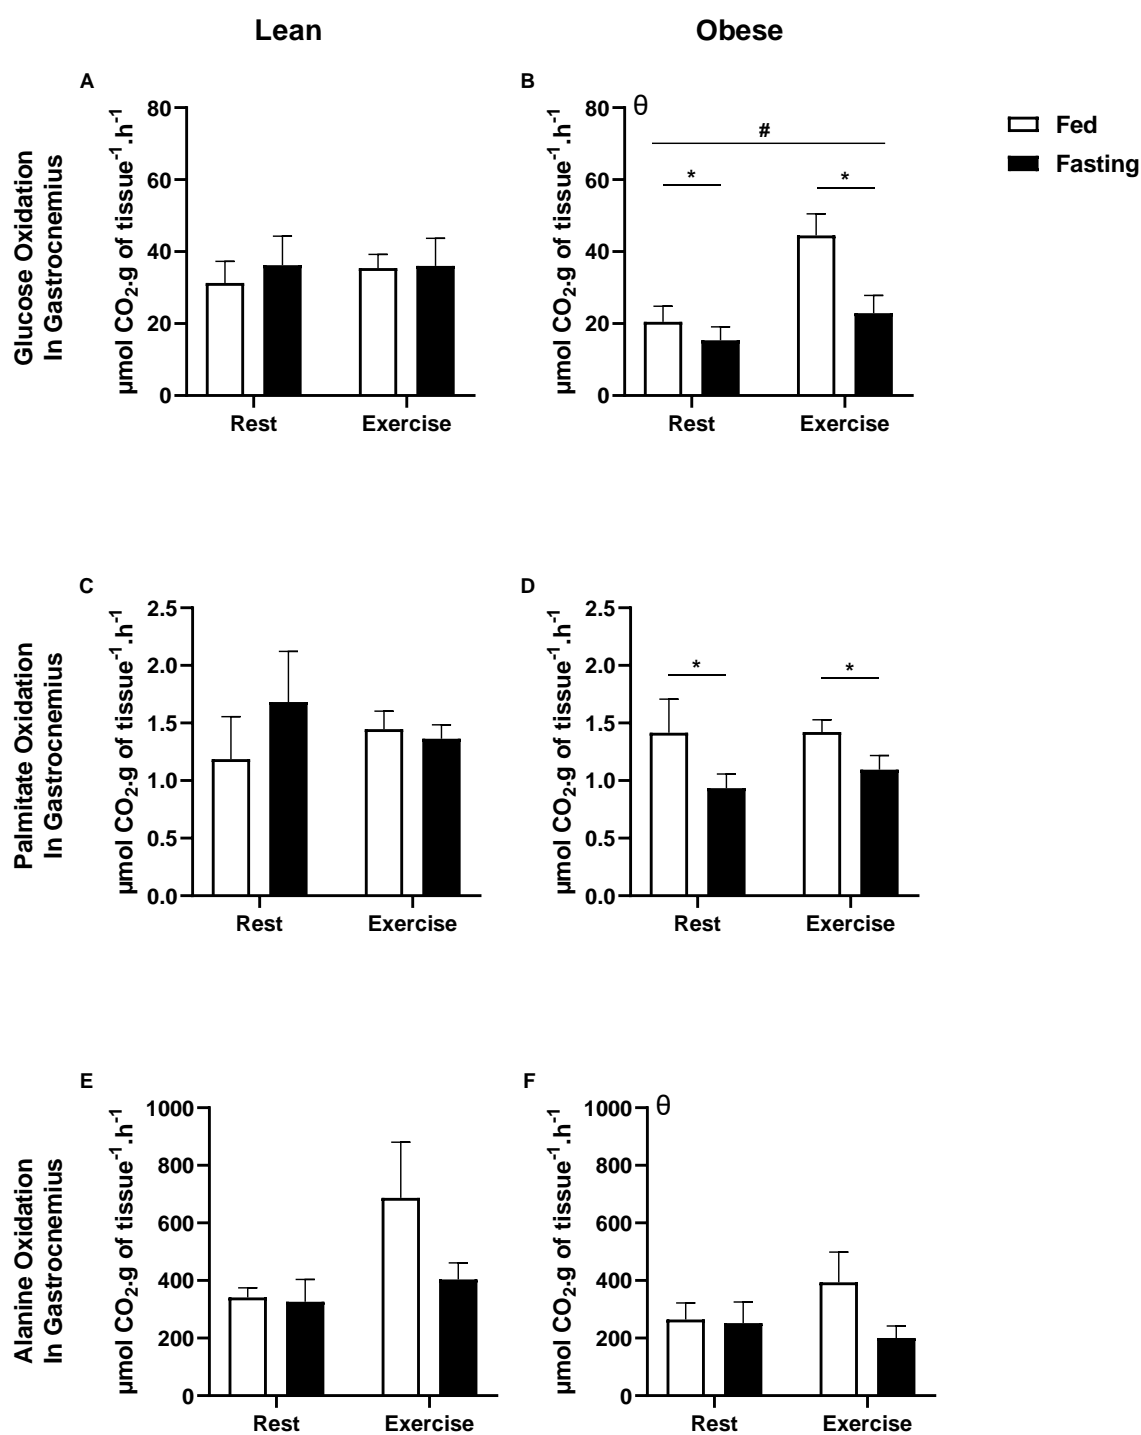 Lean
Obese
A
Glucose Oxidation
In Gastrocnemius
µmol CO₂.g of tissue⁻¹.h⁻¹
80
60
40
20
0
Rest
Exercise
B
θ
#
*
*
µmol CO₂.g of tissue⁻¹.h⁻¹
80
60
40
20
0
Rest
Exercise
Fed
Fasting
C
Palmitate Oxidation
In Gastrocnemius
µmol CO₂.g of tissue⁻¹.h⁻¹
2.5
2.0
1.5
1.0
0.5
0.0
Rest
Exercise
D
*
*
µmol CO₂.g of tissue⁻¹.h⁻¹
2.5
2.0
1.5
1.0
0.5
0.0
Rest
Exercise
E
Alanine Oxidation
In Gastrocnemius
µmol CO₂.g of tissue⁻¹.h⁻¹
1000
800
600
400
200
0
Rest
Exercise
F
θ
µmol CO₂.g of tissue⁻¹.h⁻¹
1000
800
600
400
200
0
Rest
Exercise